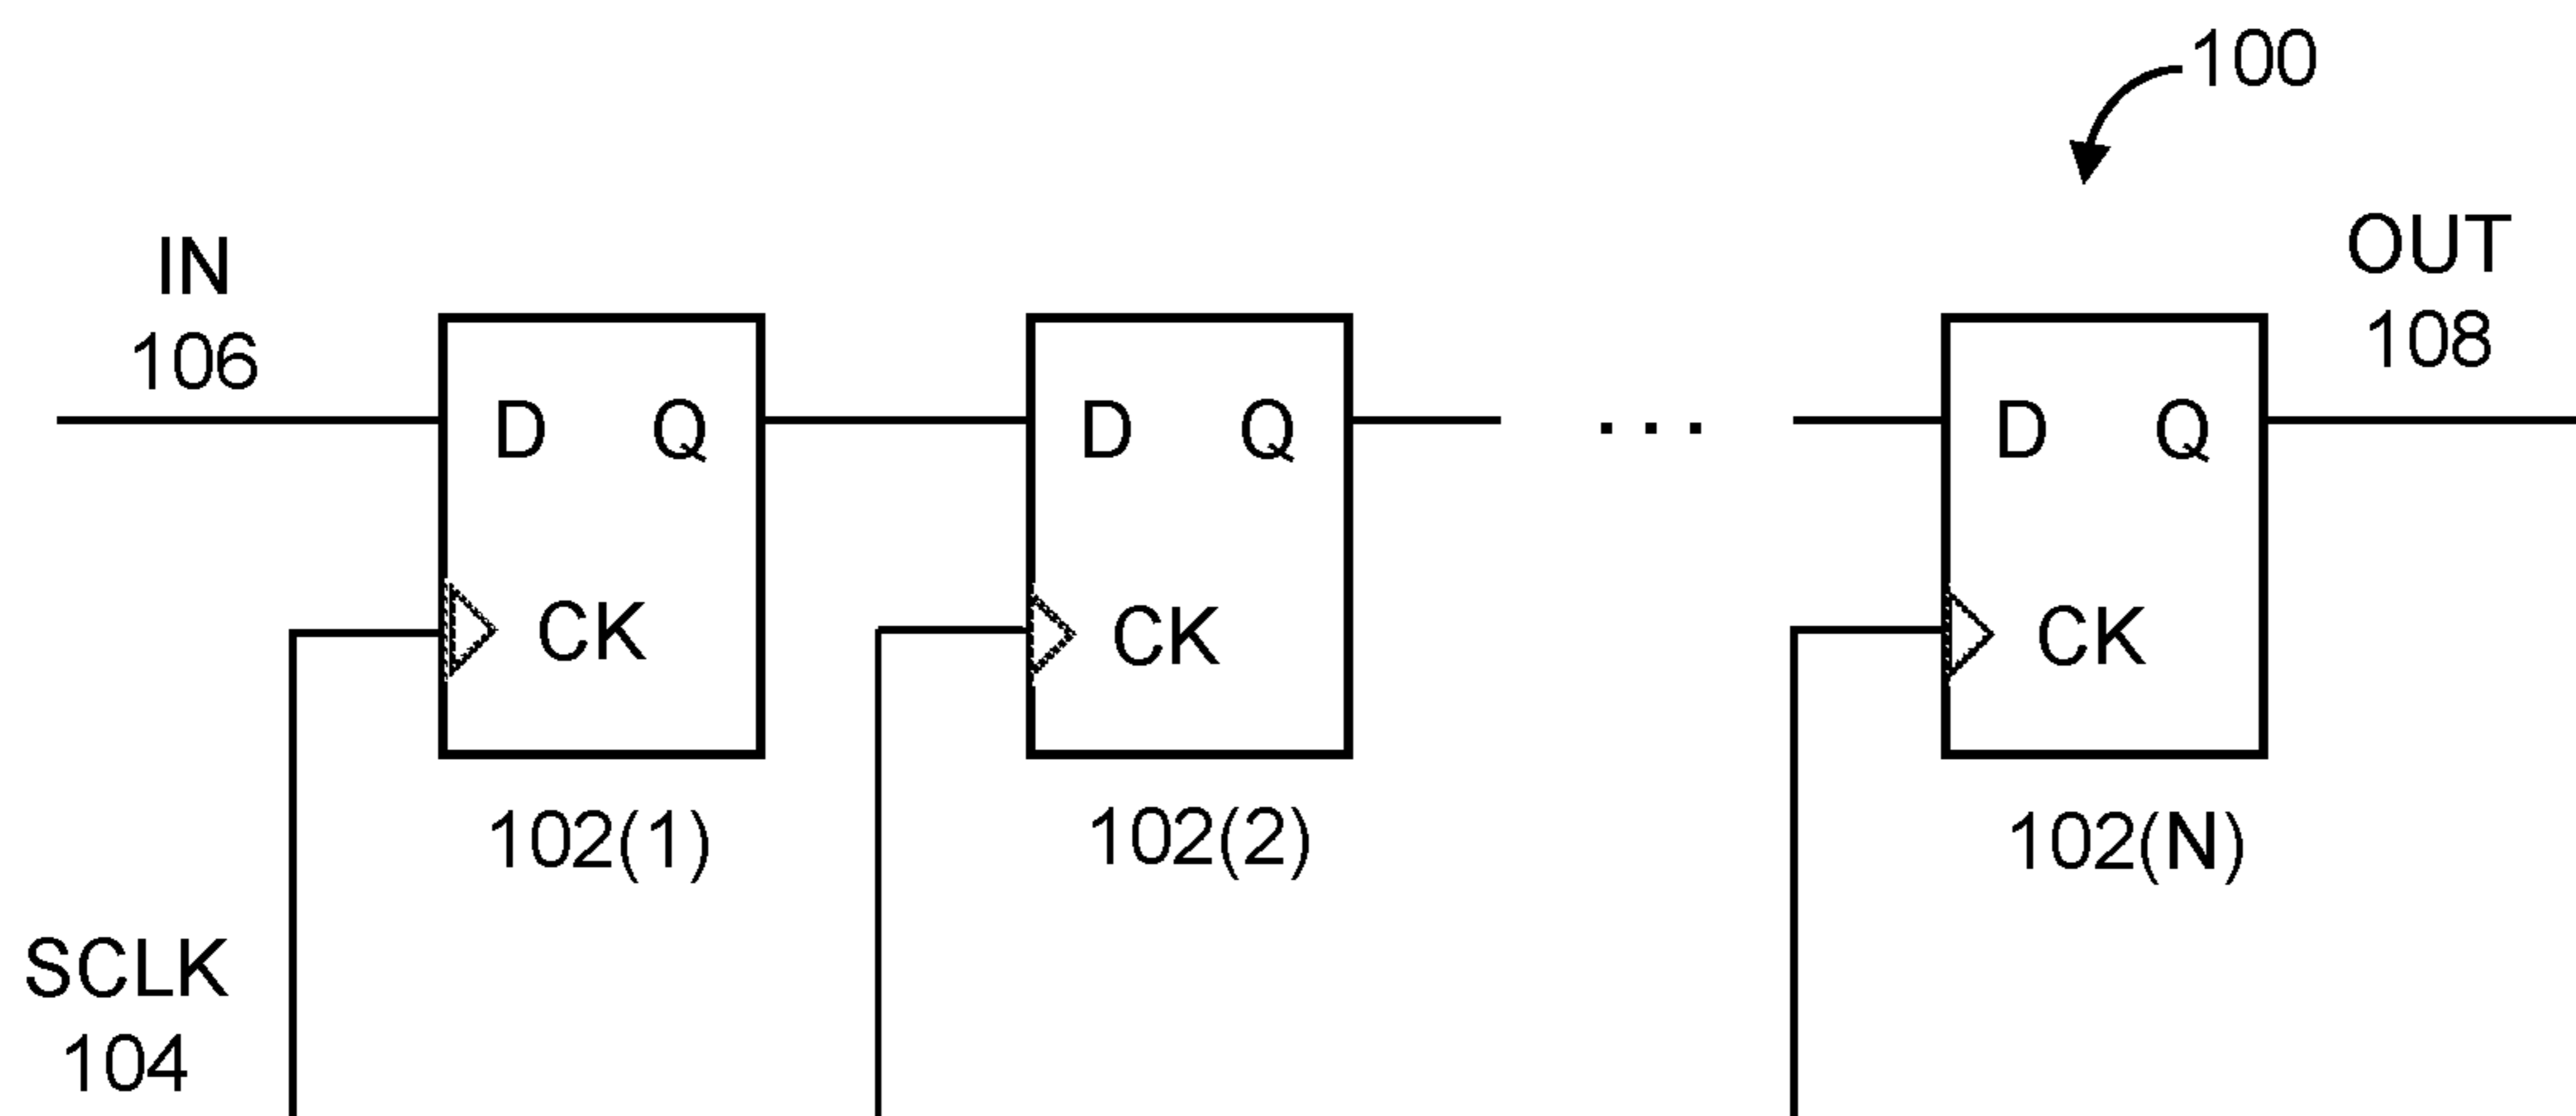 100
IN
106
OUT
108
D Q
CK
102(1)
D Q
CK
102(2)
. . .
D Q
CK
102(N)
SCLK
104